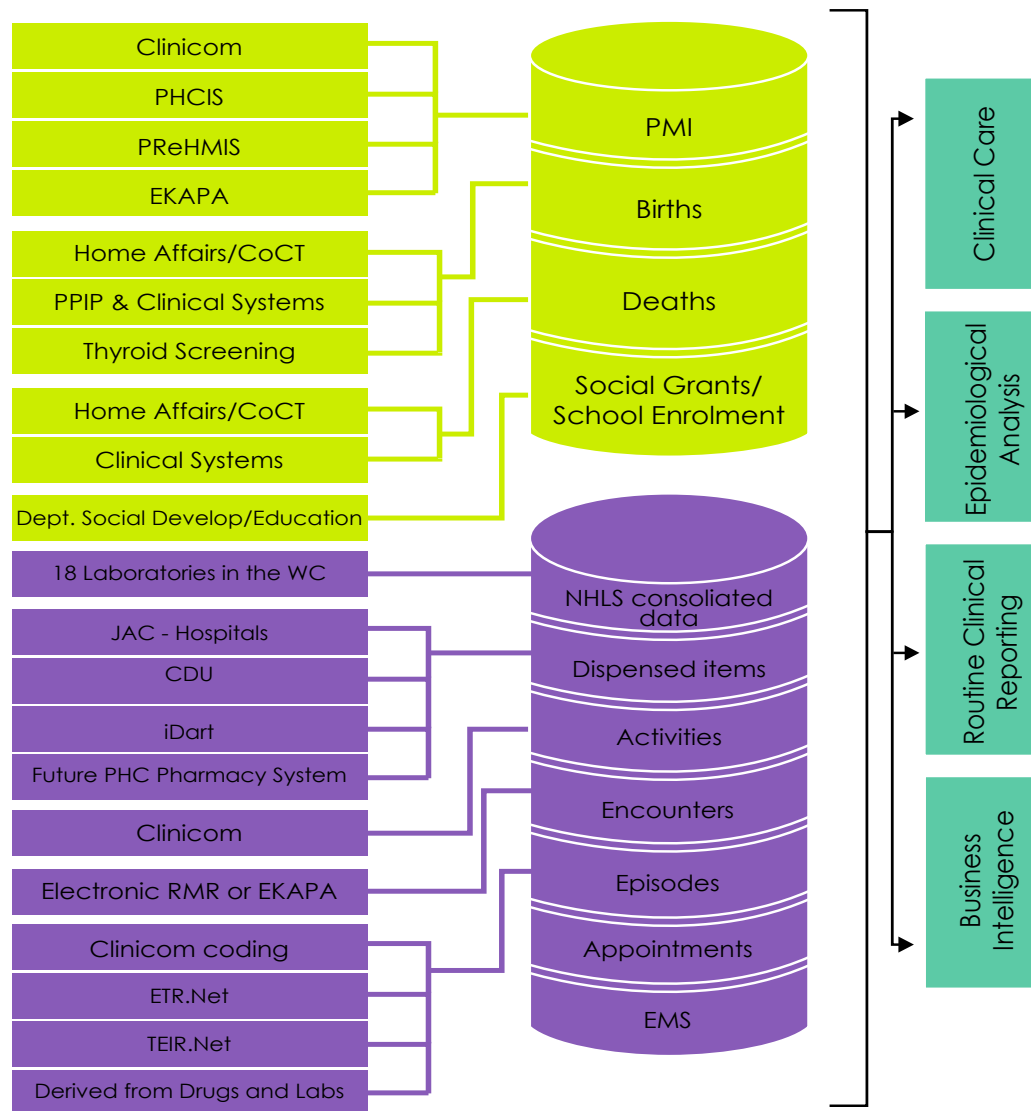 Clinicom
PHCIS
PReHMIS
EKAPA
Home Affairs/CoCT
PPIP & Clinical Systems
Thyroid Screening
Home Affairs/CoCT
Clinical Systems
Dept. Social Develop/Education
18 Laboratories in the WC
JAC - Hospitals
CDU
iDart
Future PHC Pharmacy System
Clinicom
Electronic RMR or EKAPA
Clinicom coding
ETR.Net
TEIR.Net
Derived from Drugs and Labs
PMI
Births
Deaths
Social Grants/
School Enrolment
NHLS consoliated
data
Dispensed items
Activities
Encounters
Episodes
Appointments
EMS
Clinical Care
Epidemiological
Analysis
Routine Clinical
Reporting
Business
Intelligence